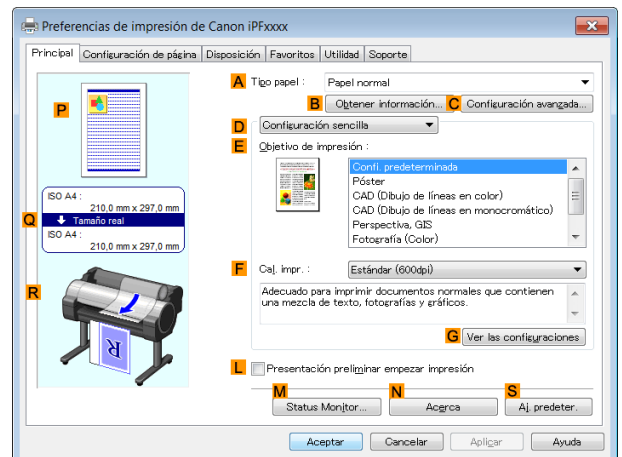 Preferencias de impresión de Canon iPFxxxx
Principal Configuración de página Disposición Favoritos Utilidad Soporte
A Tipo papel : Papel normal
B Obtener información... C Configuración avanzada...
P
D Configuración sencilla
E Objetivo de impresión :
Confi. predeterminada
Póster
CAD (Dibujo de líneas en color)
CAD (Dibujo de líneas en monocromático)
Perspectiva, GIS
Fotografía (Color)
ISO A4 :
210,0 mm x 297,0 mm
Q Tamaño real
ISO A4 :
210,0 mm x 297,0 mm
F Cal. impr. : Estándar (600dpi)
Adecuado para imprimir documentos normales que contienen
una mezcla de texto, fotografías y gráficos.
R
R
G Ver las configuraciones
L Presentación preliminar empezar impresión
M N S
Status Monitor... Acerca Aj. predeter.
Aceptar Cancelar Aplicar Ayuda